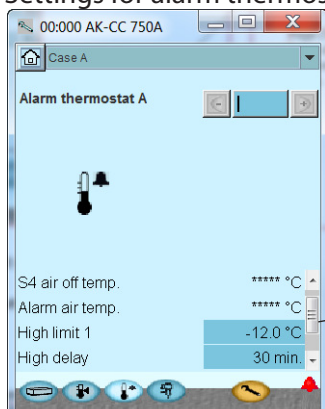 Settings for alarm thermos
00:000 AK-CC 750A
Case A
Alarm thermostat A
S4 air off temp. ***** °C
Alarm air temp. ***** °C
High limit 1 -12.0 °C
High delay 30 min.